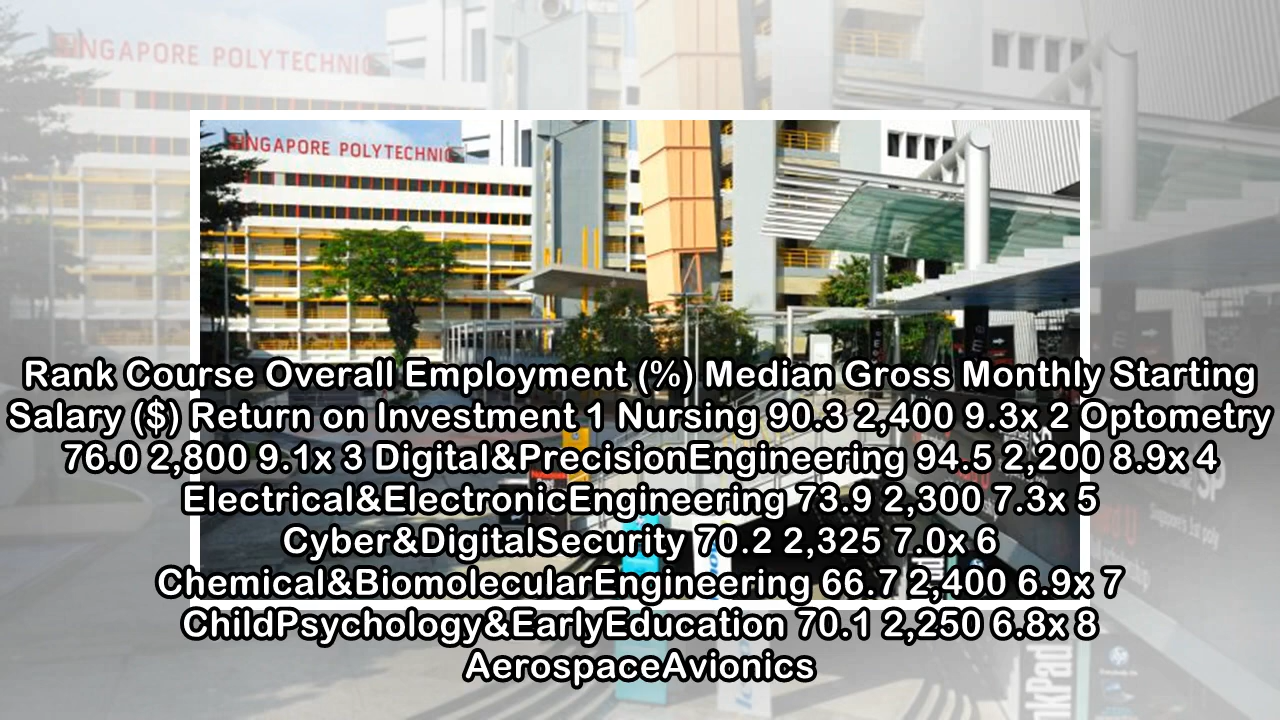 SINGAPORE POLYTECHNIC
SINGAPORE POLYTECHNIC
Rank Course Overall Employment (%) Median Gross Monthly Starting
Salary ($) Return on Investment 1 Nursing 90.3 2,400 9.3x 2 Optometry
76.0 2,800 9.1x 3 Digital&PrecisionEngineering 94.5 2,200 8.9x 4
Electrical&ElectronicEngineering 73.9 2,300 7.3x 5
Cyber&DigitalSecurity 70.2 2,325 7.0x 6
Chemical&BiomolecularEngineering 66.7 2,400 6.9x 7
ChildPsychology&EarlyEducation 70.1 2,250 6.8x 8
AerospaceAvionics